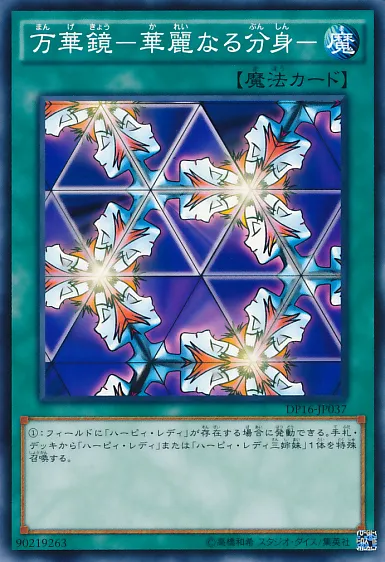 万華鏡－華麗なる分身－
魔
【魔法カード】
DP16-JP037
①：フィールドに「ハーピィ・レディ」が存在する場合に発動できる。手札・
デッキから「ハーピィ・レディ」または「ハーピィ・レディ三姉妹」1体を特殊
召喚する。
90219263
©高橋和希 スタジオ・ダイス/集英社